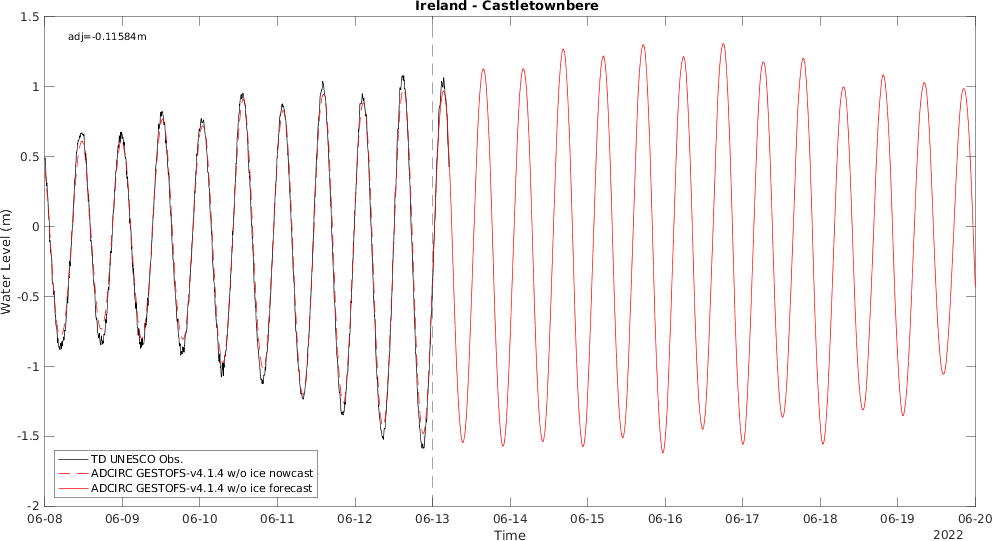 Ireland - Castletownbere
adj=-0.11584m
1.5
1
0.5
0
-0.5
-1
-1.5
-2
Water Level (m)
TD UNESCO Obs.
ADCIRC GESTOFS-v4.1.4 w/o ice nowcast
ADCIRC GESTOFS-v4.1.4 w/o ice forecast
06-08 06-09 06-10 06-11 06-12 06-13 06-14 06-15 06-16 06-17 06-18 06-19 06-20
Time
2022